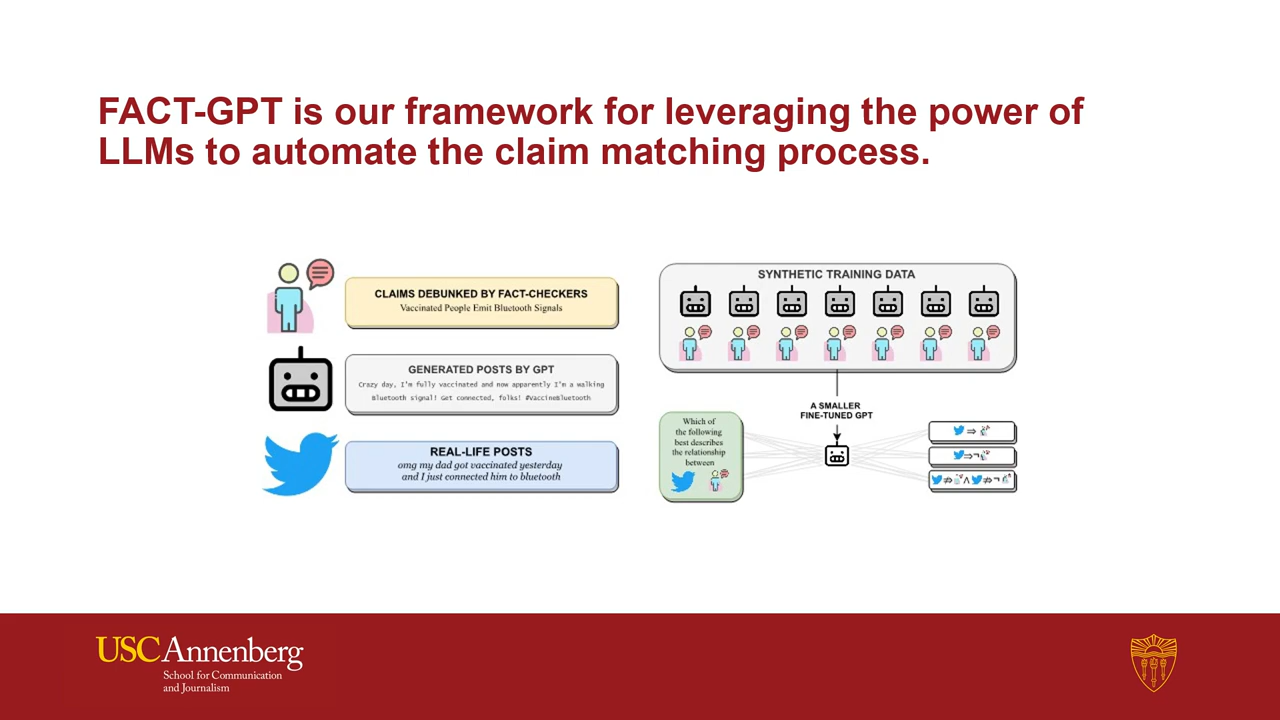 FACT-GPT is our framework for leveraging the power of
LLMs to automate the claim matching process.
CLAIMS DEBUNKED BY FACT-CHECKERS
Vaccinated People Emit Bluetooth Signals
GENERATED POSTS BY GPT
Crazy day, I'm fully vaccinated and now apparently I'm a walking
Bluetooth signal! Get connected, folks! #VaccineBluetooth
REAL-LIFE POSTS
omg my dad got vaccinated yesterday
and I just connected him to bluetooth
SYNTHETIC TRAINING DATA
A SMALLER
FINE-TUNED GPT
Which of
the following
best describes
the relationship
between
⇒
⇒¬
⇏ ∧ ⇏¬
USC Annenberg
School for Communication
and Journalism